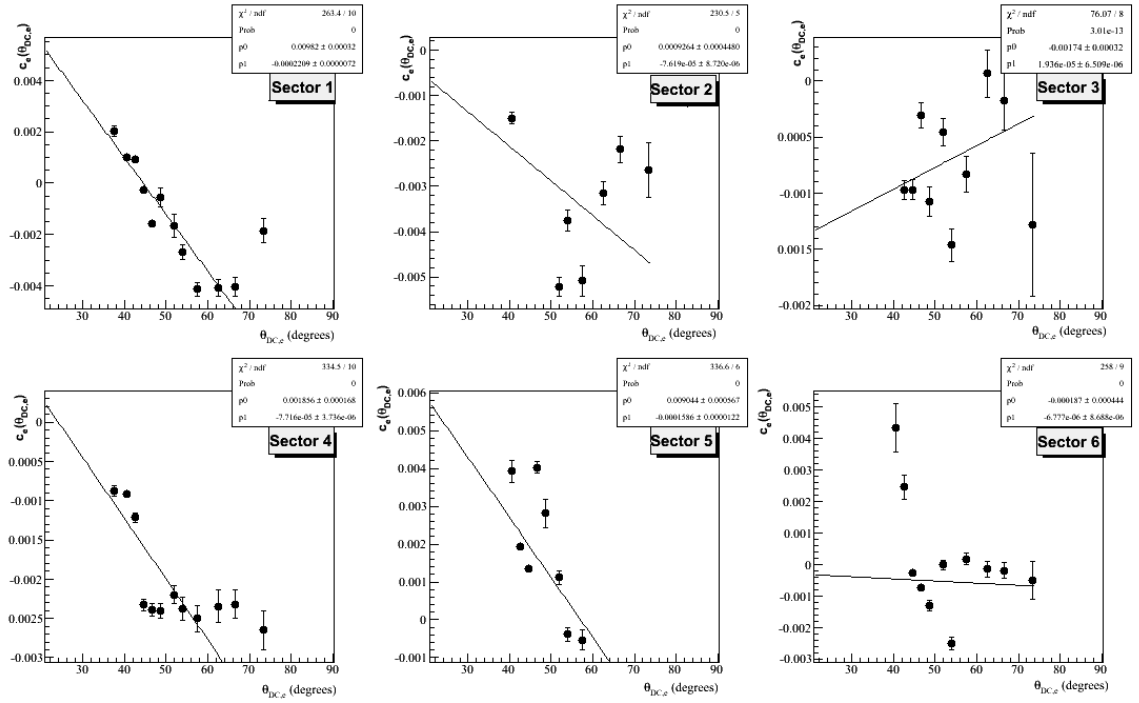 χ² / ndf 263.4 / 10
Prob 0
p0 0.00982 ± 0.00032
p1 -0.0002209 ± 0.0000072
Sector 1
c_e(θ_DC,e)
0.004
0.002
0
-0.002
-0.004
30 40 50 60 70 80 90
θ_DC,e (degrees)
χ² / ndf 230.5 / 5
Prob 0
p0 0.0009264 ± 0.0004480
p1 -7.619e-05 ± 8.720e-06
Sector 2
c_e(θ_DC,e)
0
-0.001
-0.002
-0.003
-0.004
-0.005
30 40 50 60 70 80 90
θ_DC,e (degrees)
χ² / ndf 76.07 / 8
Prob 3.01e-13
p0 -0.00174 ± 0.00032
p1 1.936e-05 ± 6.509e-06
Sector 3
c_e(θ_DC,e)
0
0.0005
-0.001
0.0015
-0.002
30 40 50 60 70 80 90
θ_DC,e (degrees)
χ² / ndf 334.5 / 10
Prob 0
p0 0.001856 ± 0.000168
p1 -7.716e-05 ± 3.736e-06
Sector 4
c_e(θ_DC,e)
0
0.0005
-0.001
0.0015
-0.002
0.0025
-0.003
30 40 50 60 70 80 90
θ_DC,e (degrees)
χ² / ndf 336.6 / 6
Prob 0
p0 0.009044 ± 0.000567
p1 -0.0001586 ± 0.0000122
Sector 5
c_e(θ_DC,e)
0.006
0.005
0.004
0.003
0.002
0.001
0
-0.001
30 40 50 60 70 80 90
θ_DC,e (degrees)
χ² / ndf 258 / 9
Prob 0
p0 -0.000187 ± 0.000444
p1 -6.777e-06 ± 8.688e-06
Sector 6
c_e(θ_DC,e)
0.005
0.004
0.003
0.002
0.001
0
-0.001
-0.002
-0.003
30 40 50 60 70 80 90
θ_DC,e (degrees)